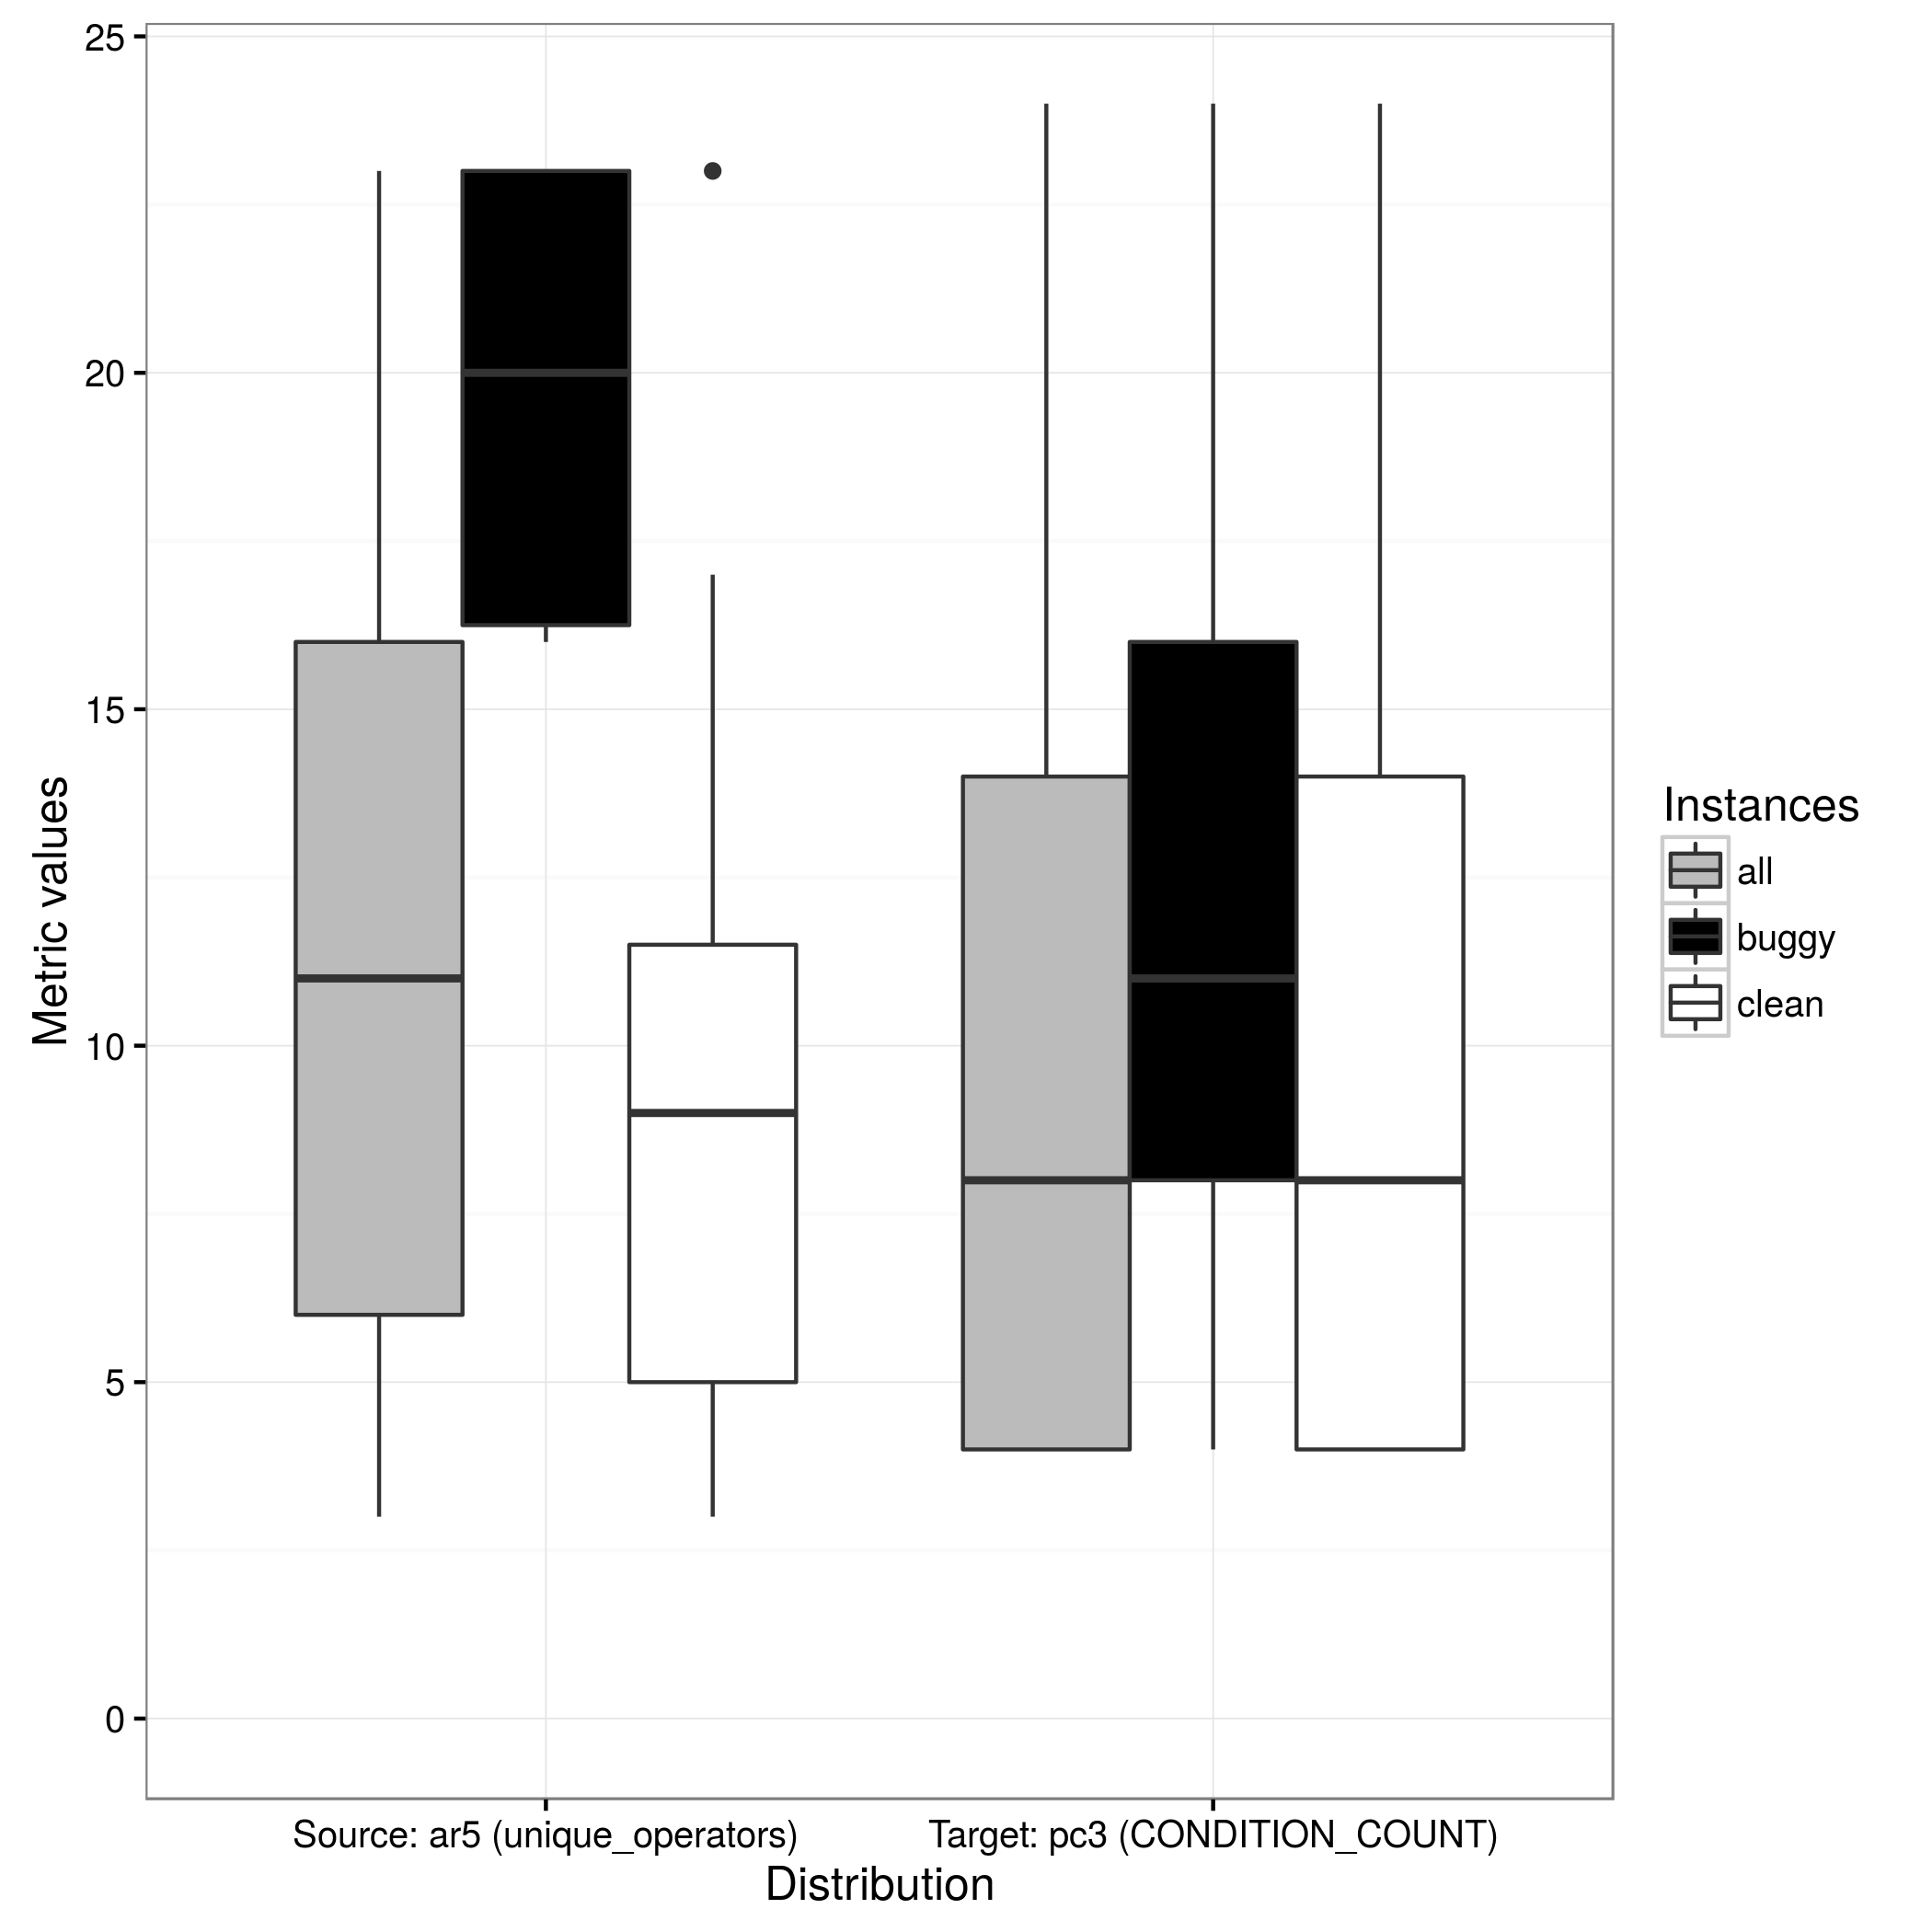 25
20
15
10
5
0
Metric values
Source: ar5 (unique_operators)
Target: pc3 (CONDITION_COUNT)
Distribution
Instances
all
buggy
clean